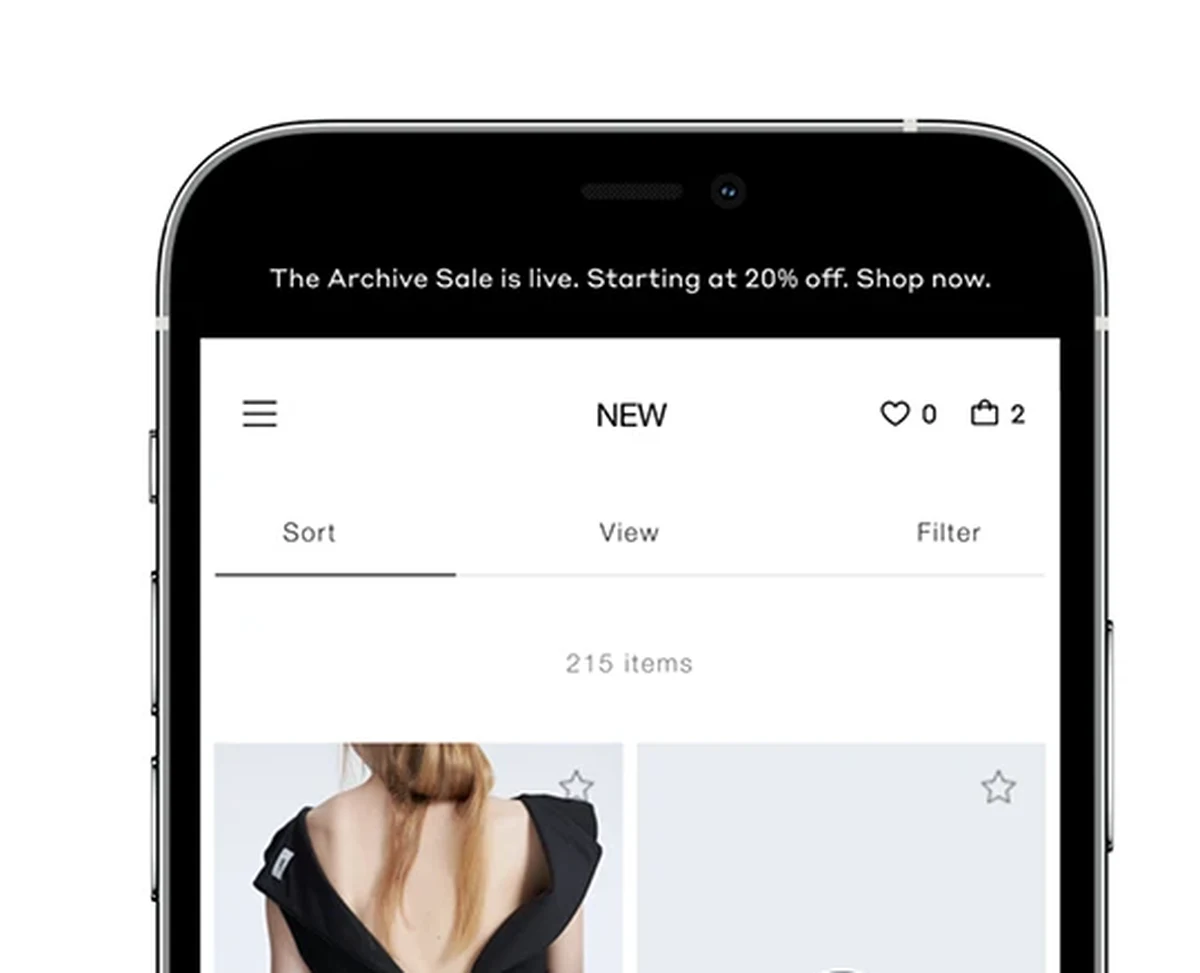 The Archive Sale is live. Starting at 20% off. Shop now.
NEW
0
2
Sort
View
Filter
215 items